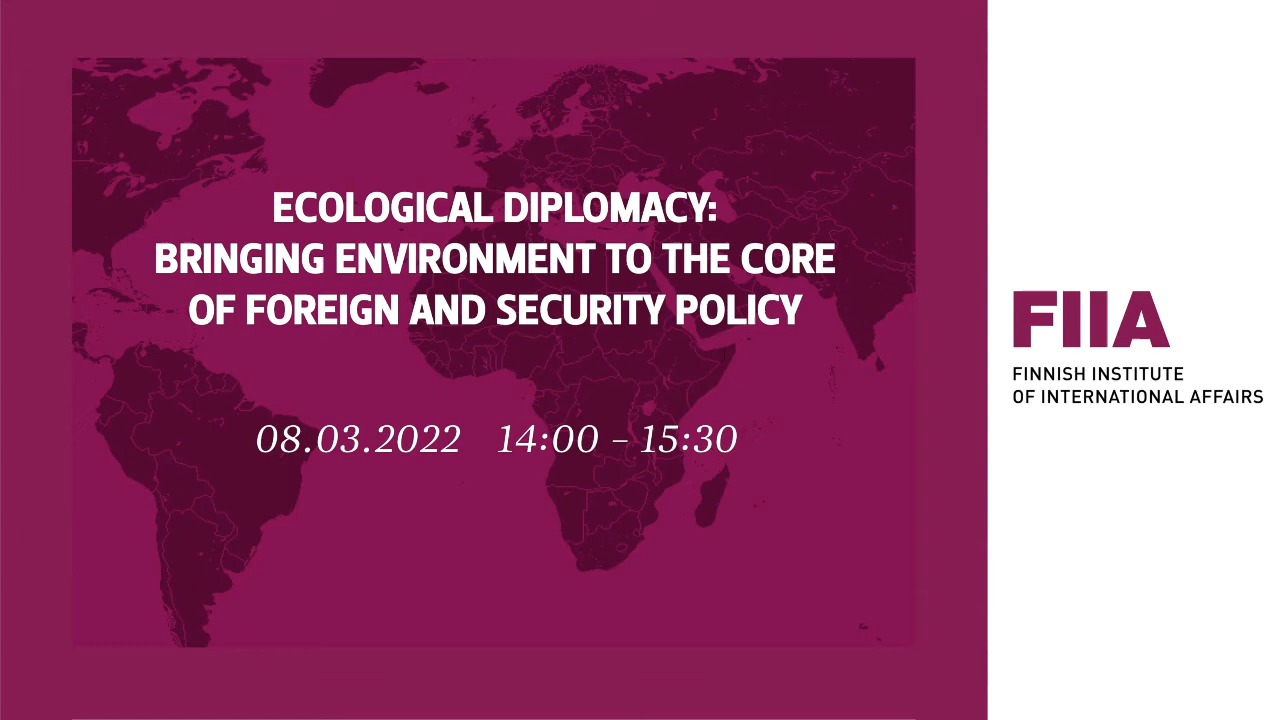 ECOLOGICAL DIPLOMACY:
BRINGING ENVIRONMENT TO THE CORE
OF FOREIGN AND SECURITY POLICY
08.03.2022 14:00 – 15:30
FIIA
FINNISH INSTITUTE
OF INTERNATIONAL AFFAIRS